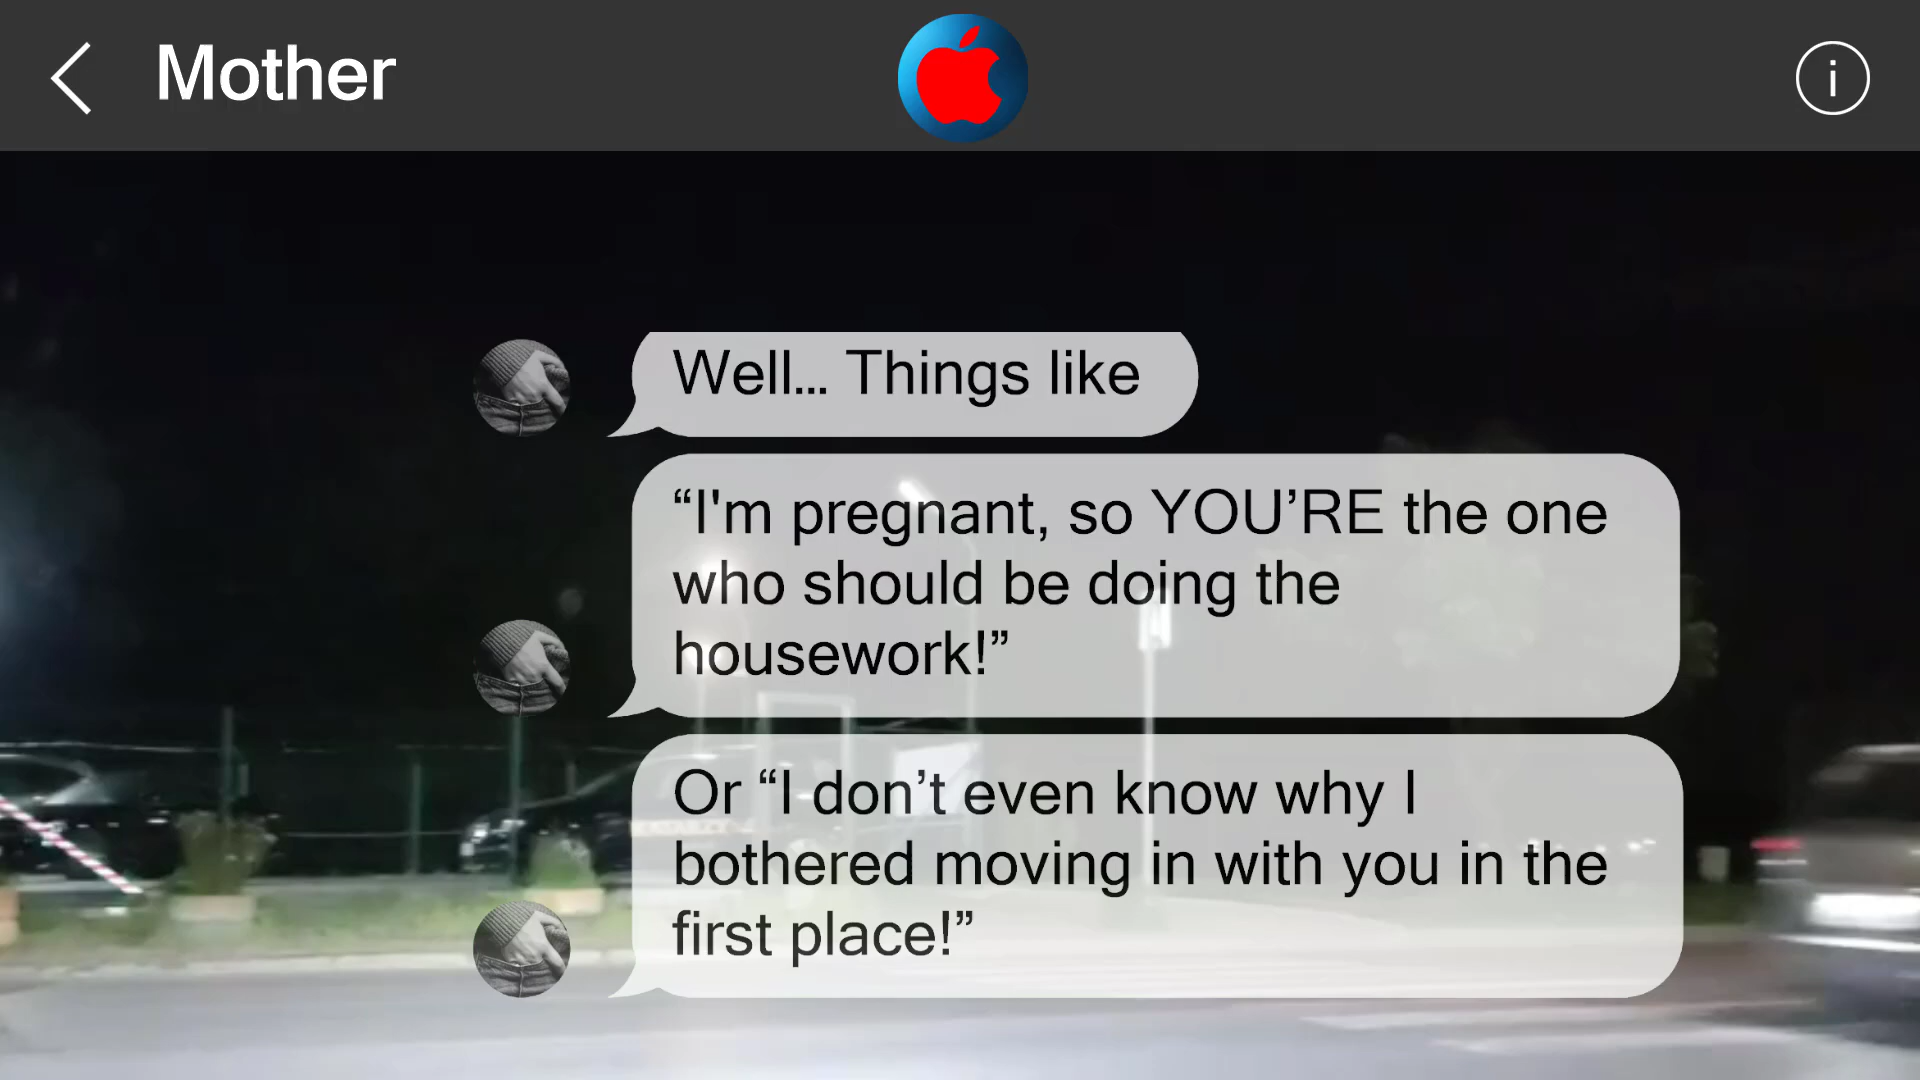 Mother
i
Well... Things like
“I'm pregnant, so YOU’RE the one
who should be doing the
housework!”
Or “I don’t even know why I
bothered moving in with you in the
first place!”